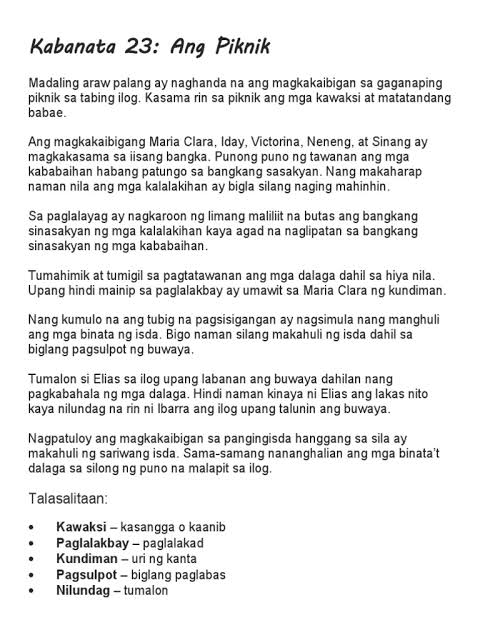 Kabanata 23: Ang Piknik
Madaling araw palang ay naghanda na ang magkakaibigan sa gaganaping
piknik sa tabing ilog. Kasama rin sa piknik ang mga kawaksi at matatandang
babae.
Ang magkakaibigang Maria Clara, Iday, Victorina, Neneng, at Sinang ay
magkakasama sa iisang bangka. Punong puno ng tawanan ang mga
kababaihan habang patungo sa bangkang sasakyan. Nang makaharap
naman nila ang mga kalalakihan ay bigla silang naging mahinhin.
Sa paglalayag ay nagkaroon ng limang maliliit na butas ang bangkang
sinasakyan ng mga kalalakihan kaya agad na naglipatan sa bangkang
sinasakyan ng mga kababaihan.
Tumahimik at tumigil sa pagtatawanan ang mga dalaga dahil sa hiya nila.
Upang hindi mainip sa paglalakbay ay umawit sa Maria Clara ng kundiman.
Nang kumulo na ang tubig na pagsisigangan ay nagsimula nang manghuli
ang mga binata ng isda. Bigo naman silang makahuli ng isda dahil sa
biglang pagsulpot ng buwaya.
Tumalon si Elias sa ilog upang labanan ang buwaya dahilan nang
pagkabahala ng mga dalaga. Hindi naman kinaya ni Elias ang lakas nito
kaya nilundag na rin ni Ibarra ang ilog upang talunin ang buwaya.
Nagpatuloy ang magkakaibigan sa pangingisda hanggang sa sila ay
makahuli ng sariwang isda. Sama-samang nananghalian ang mga binata't
dalaga sa silong ng puno na malapit sa ilog.
Talasalitaan:
• Kawaksi – kasangga o kaanib
• Paglalakbay – paglalakad
• Kundiman – uri ng kanta
• Pagsulpot – biglang paglabas
• Nilundag – tumalon